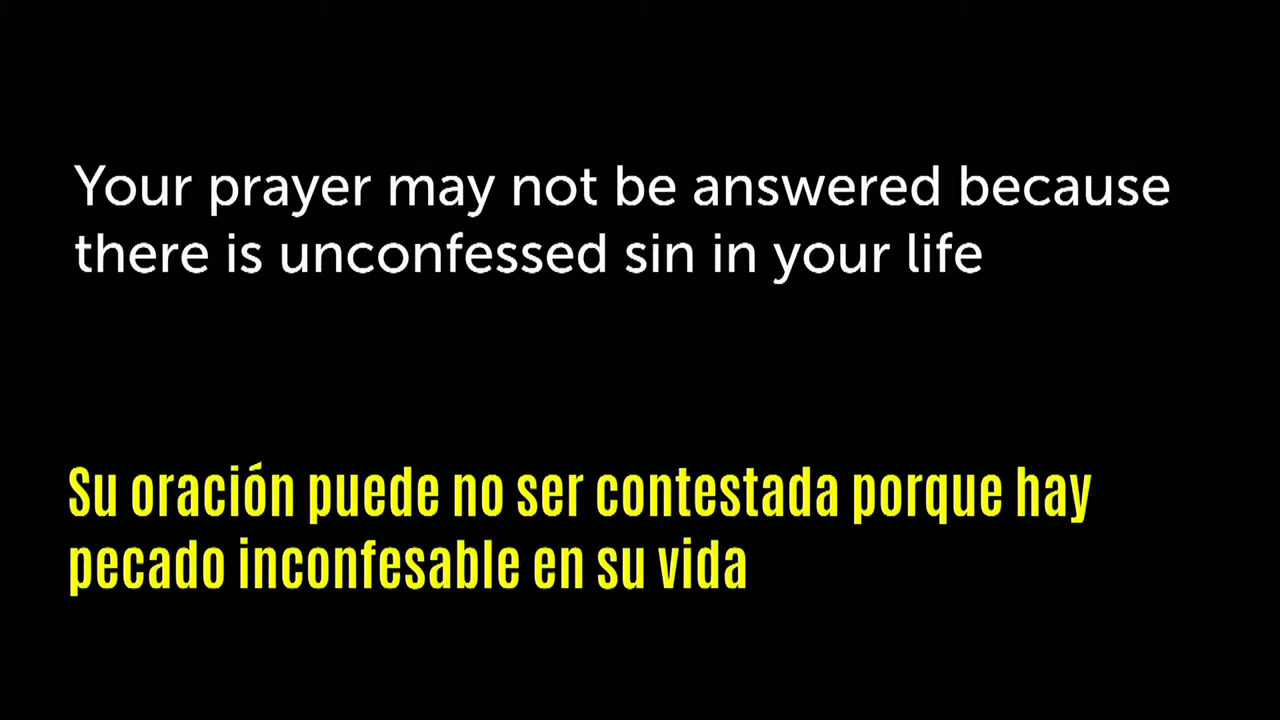 Your prayer may not be answered because
there is unconfessed sin in your life
Su oración puede no ser contestada porque hay
pecado inconfesable en su vida